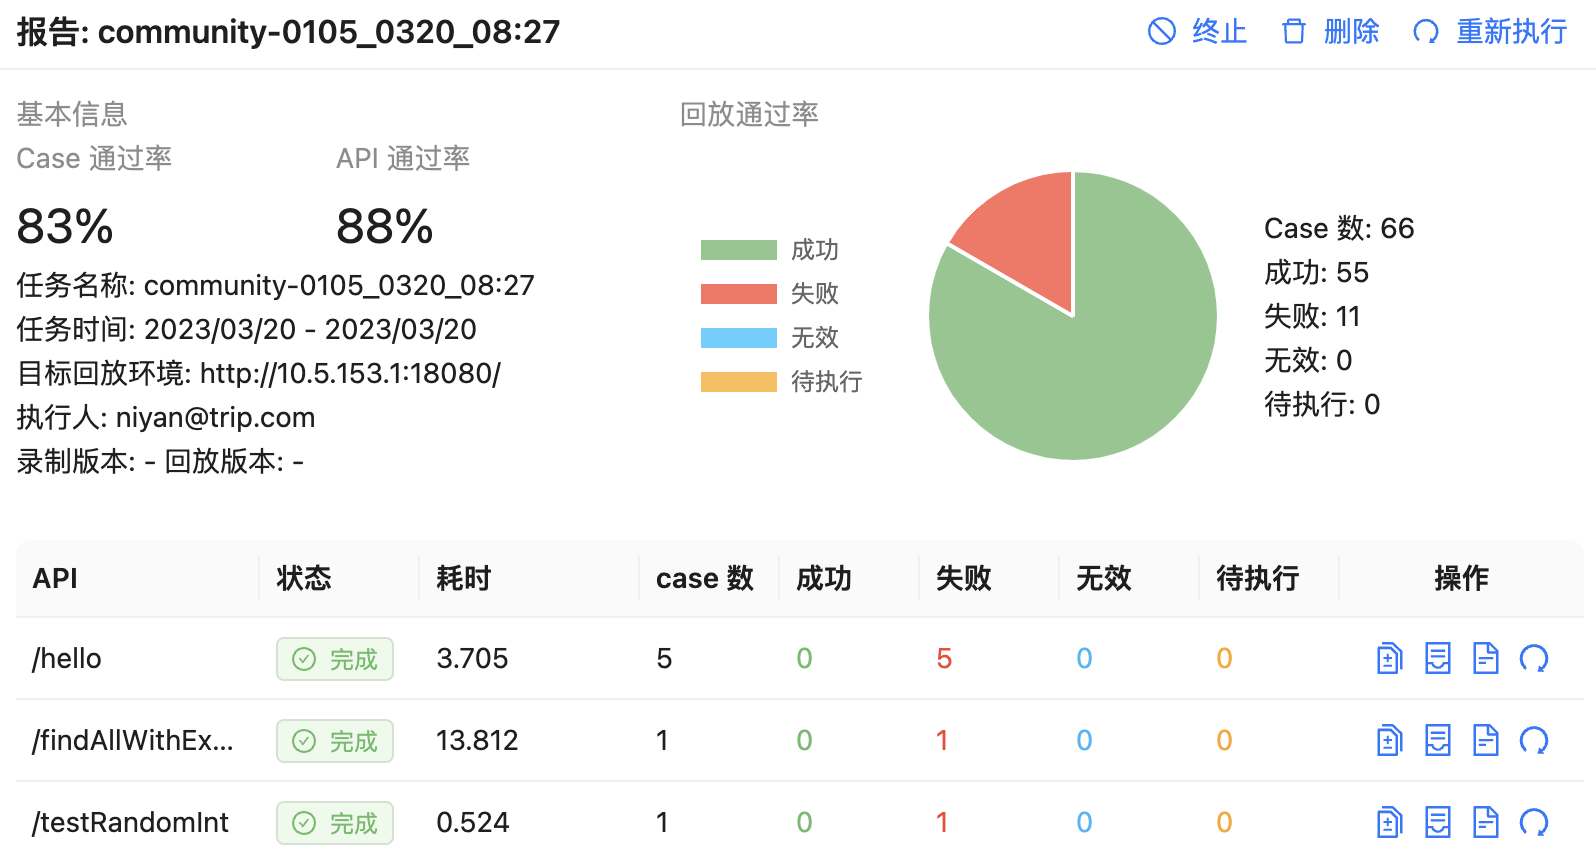 报告: community-0105_0320_08:27
终止 删除 重新执行
基本信息
Case 通过率 API 通过率
83% 88%
任务名称: community-0105_0320_08:27
任务时间: 2023/03/20 - 2023/03/20
目标回放环境: http://10.5.153.1:18080/
执行人: niyan@trip.com
录制版本: - 回放版本: -
回放通过率
成功
失败
无效
待执行
Case 数: 66
成功: 55
失败: 11
无效: 0
待执行: 0
API 状态 耗时 case 数 成功 失败 无效 待执行 操作
/hello 完成 3.705 5 0 5 0 0
/findAllWithEx... 完成 13.812 1 0 1 0 0
/testRandomInt 完成 0.524 1 0 1 0 0